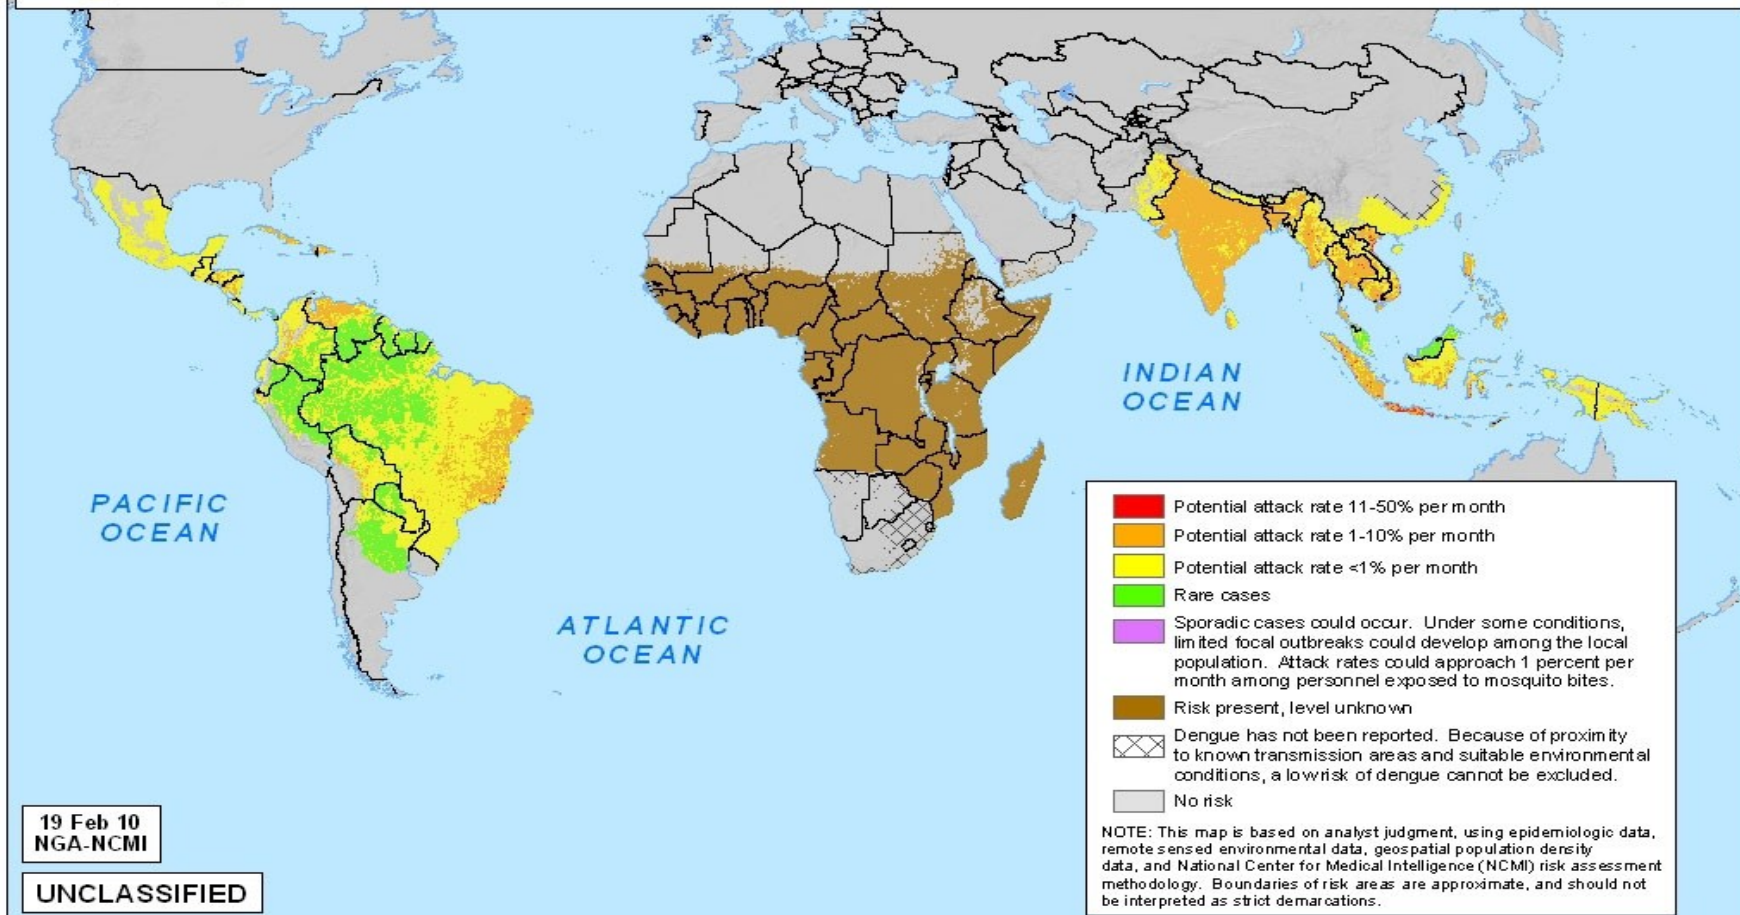 PACIFIC
OCEAN
ATLANTIC
OCEAN
INDIAN
OCEAN
Potential attack rate 11-50% per month
Potential attack rate 1-10% per month
Potential attack rate <1% per month
Rare cases
Sporadic cases could occur. Under some conditions,
limited focal outbreaks could develop among the local
population. Attack rates could approach 1 percent per
month among personnel exposed to mosquito bites.
Risk present, level unknown
Dengue has not been reported. Because of proximity
to known transmission areas and suitable environmental
conditions, a low risk of dengue cannot be excluded.
No risk
NOTE: This map is based on analyst judgment, using epidemiologic data,
remote sensed environmental data, geospatial population density
data, and National Center for Medical Intelligence (NCMI) risk assessment
methodology. Boundaries of risk areas are approximate, and should not
be interpreted as strict demarcations.
19 Feb 10
NGA-NCMI
UNCLASSIFIED